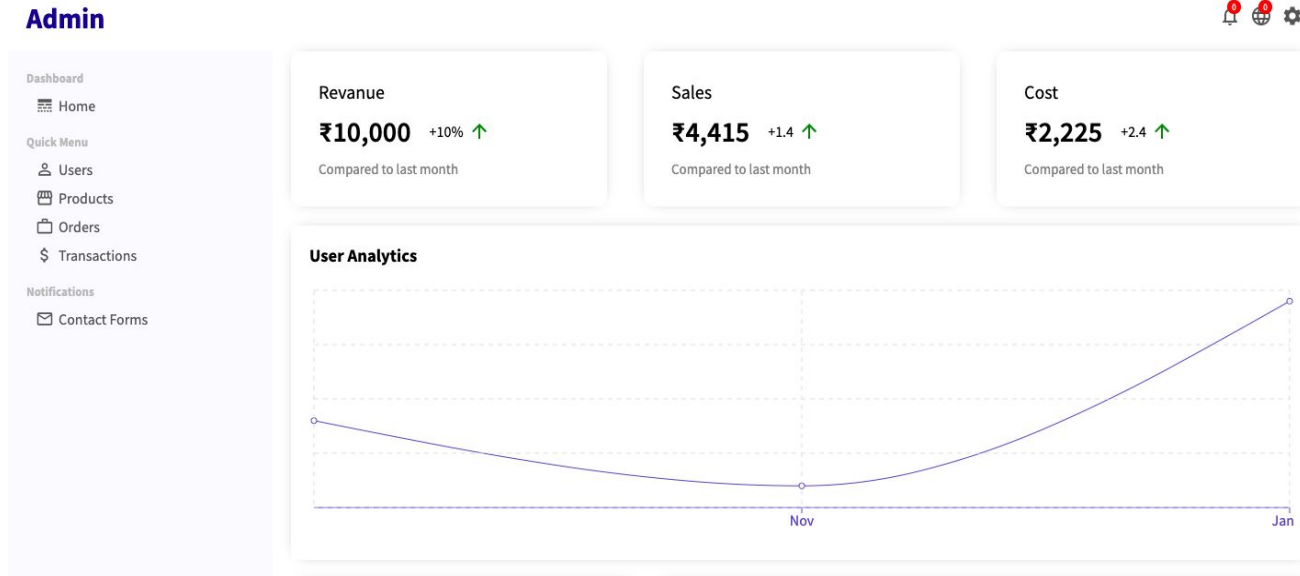 Admin
0
0
Dashboard
Home
Quick Menu
Users
Products
Orders
Transactions
Notifications
Contact Forms
Revanue
₹10,000 +10%
Compared to last month
Sales
₹4,415 +1.4
Compared to last month
Cost
₹2,225 +2.4
Compared to last month
User Analytics
Nov
Jan